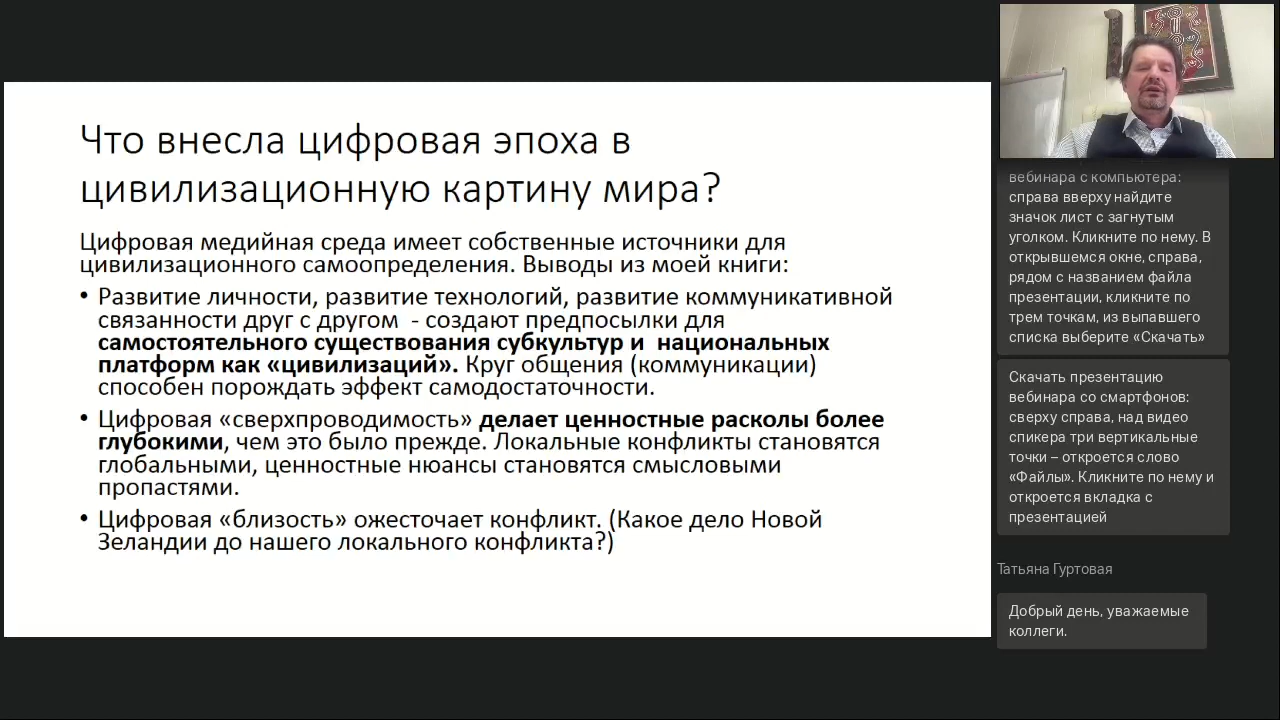 Что внесла цифровая эпоха в
цивилизационную картину мира?
Цифровая медийная среда имеет собственные источники для
цивилизационного самоопределения. Выводы из моей книги:
• Развитие личности, развитие технологий, развитие коммуникативной
связанности друг с другом - создают предпосылки для
самостоятельного существования субкультур и национальных
платформ как «цивилизаций». Круг общения (коммуникации)
способен порождать эффект самодостаточности.
• Цифровая «сверхпроводимость» делает ценностные расколы более
глубокими, чем это было прежде. Локальные конфликты становятся
глобальными, ценностные нюансы становятся смысловыми
пропастями.
• Цифровая «близость» ожесточает конфликт. (Какое дело Новой
Зеландии до нашего локального конфликта?)
вебинара с компьютера:
справа вверху найдите
значок лист с загнутым
уголком. Кликните по нему. В
открывшемся окне, справа,
рядом с названием файла
презентации, кликните по
трем точкам, из выпавшего
списка выберите «Скачать»
Скачать презентацию
вебинара со смартфонов:
сверху справа, над видео
спикера три вертикальные
точки – откроется слово
«Файлы». Кликните по нему и
откроется вкладка с
презентацией
Татьяна Гуртовая
Добрый день, уважаемые
коллеги.